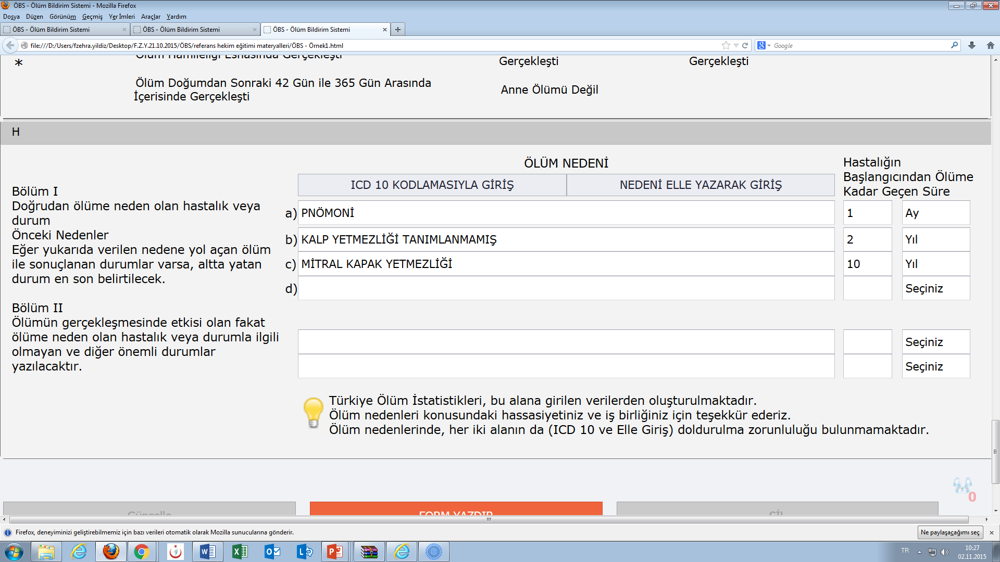 ÖBS - Ölüm Bildirim Sistemi - Mozilla Firefox
Dosya Düzen Görünüm Geçmiş Yer İmleri Araçlar Yardım
ÖBS - Ölüm Bildirim Sistemi × ÖBS - Ölüm Bildirim Sistemi × ÖBS - Ölüm Bildirim Sistemi × +
file:///D:/Users/fzehra.yildiz/Desktop/F.Z.Y.21.10.2015/ÖBS/referans hekim eğitimi materyalleri/ÖBS - Örnek1.html
8 Google
Ölüm Hamileliği Esnasında Gerçekleşti
* Gerçekleşti Gerçekleşti
Ölüm Doğumdan Sonraki 42 Gün ile 365 Gün Arasında
İçerisinde Gerçekleşti
Anne Ölümü Değil
H
ÖLÜM NEDENİ
Hastalığın
Başlangıcından Ölüme
Kadar Geçen Süre
ICD 10 KODLAMASIYLA GİRİŞ NEDENİ ELLE YAZARAK GİRİŞ
Bölüm I
Doğrudan ölüme neden olan hastalık veya
durum
Önceki Nedenler
Eğer yukarıda verilen nedene yol açan ölüm
ile sonuçlanan durumlar varsa, altta yatan
durum en son belirtilecek.
a) PNÖMONİ 1 Ay
b) KALP YETMEZLİĞİ TANIMLANMAMIŞ 2 Yıl
c) MİTRAL KAPAK YETMEZLİĞİ 10 Yıl
d) Seçiniz
Bölüm II
Ölümün gerçekleşmesinde etkisi olan fakat
ölüme neden olan hastalık veya durumla ilgili
olmayan ve diğer önemli durumlar
yazılacaktır.
Seçiniz
Seçiniz
Türkiye Ölüm İstatistikleri, bu alana girilen verilerden oluşturulmaktadır.
Ölüm nedenleri konusundaki hassasiyetiniz ve iş birliğiniz için teşekkür ederiz.
Ölüm nedenlerinde, her iki alanın da (ICD 10 ve Elle Giriş) doldurulma zorunluluğu bulunmamaktadır.
0
Güncelle FORM YAZDIR SİL
Firefox, deneyiminizi geliştirebilmemiz için bazı verileri otomatik olarak Mozilla sunucularına gönderir.
Ne paylaşacağımı seç ×
TR
10:27
02.11.2015